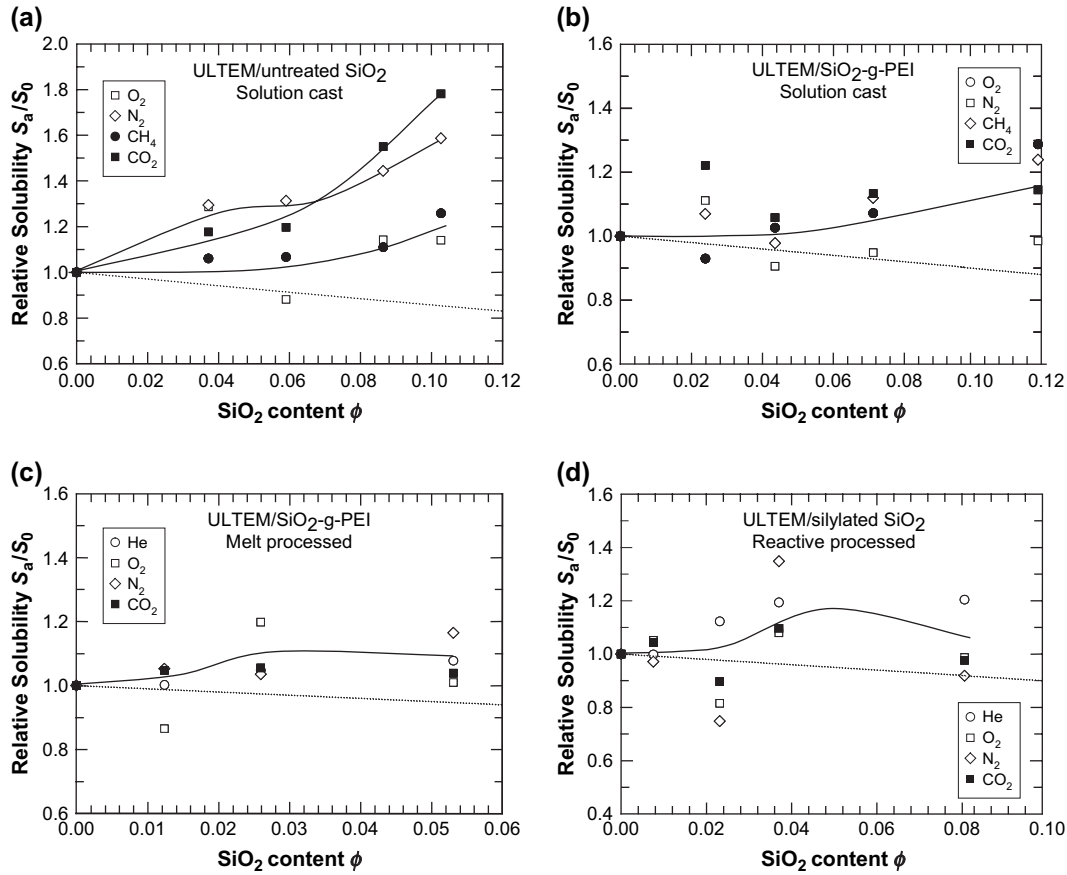 (a)
2.0
1.8
1.6
1.4
1.2
1.0
0.8
0.6
Relative Solubility Sa/S0
ULTEM/untreated SiO2
Solution cast
O2
N2
CH4
CO2
0.00 0.02 0.04 0.06 0.08 0.10 0.12
SiO2 content ϕ
(b)
1.6
1.4
1.2
1.0
0.8
0.6
Relative Solubility Sa/S0
ULTEM/SiO2-g-PEI
Solution cast
O2
N2
CH4
CO2
0.00 0.02 0.04 0.06 0.08 0.10 0.12
SiO2 content ϕ
(c)
1.6
1.4
1.2
1.0
0.8
0.6
Relative Solubility Sa/S0
ULTEM/SiO2-g-PEI
Melt processed
He
O2
N2
CO2
0.00 0.01 0.02 0.03 0.04 0.05 0.06
SiO2 content ϕ
(d)
1.6
1.4
1.2
1.0
0.8
0.6
0.4
Relative Solubility Sa/S0
ULTEM/silylated SiO2
Reactive processed
He
O2
N2
CO2
0.00 0.02 0.04 0.06 0.08 0.10
SiO2 content ϕ